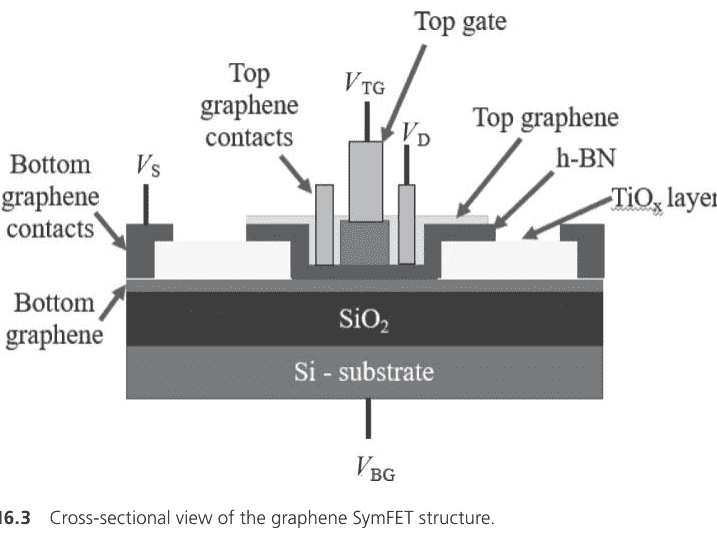 Top gate
Top
graphene
contacts
V_TG
V_D
Top graphene
h-BN
TiO_x layer
Bottom
graphene
contacts
V_S
Bottom
graphene
SiO₂
Si - substrate
V_BG
16.3 Cross-sectional view of the graphene SymFET structure.